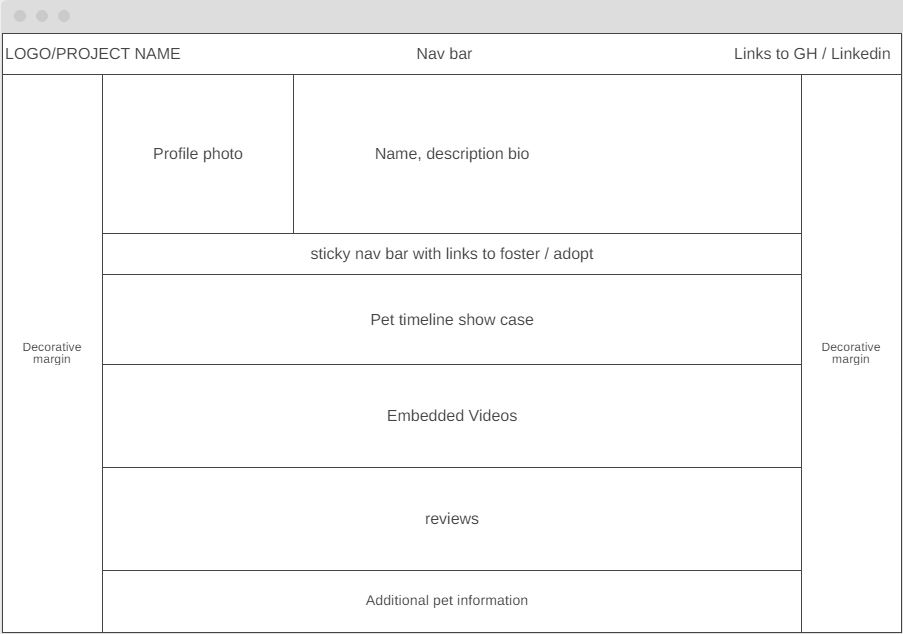 LOGO/PROJECT NAME
Nav bar
Links to GH / Linkedin
Profile photo
Name, description bio
sticky nav bar with links to foster / adopt
Pet timeline show case
Decorative
margin
Decorative
margin
Embedded Videos
reviews
Additional pet information